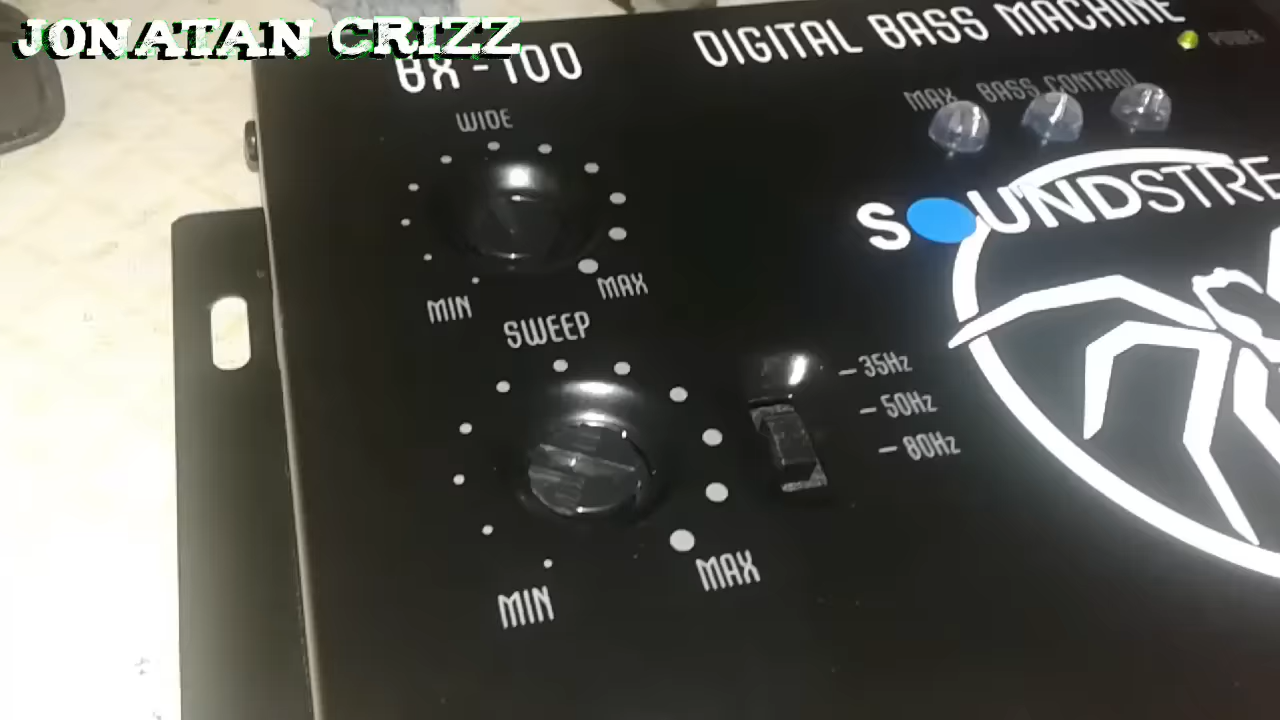 JONATAN CRIZZ
BX-100
DIGITAL BASS MACHINE
POWER
MAX BASS CONTROL
WIDE
SOUNDSTRE
MIN
MAX
SWEEP
35Hz
50Hz
80Hz
MIN
MAX